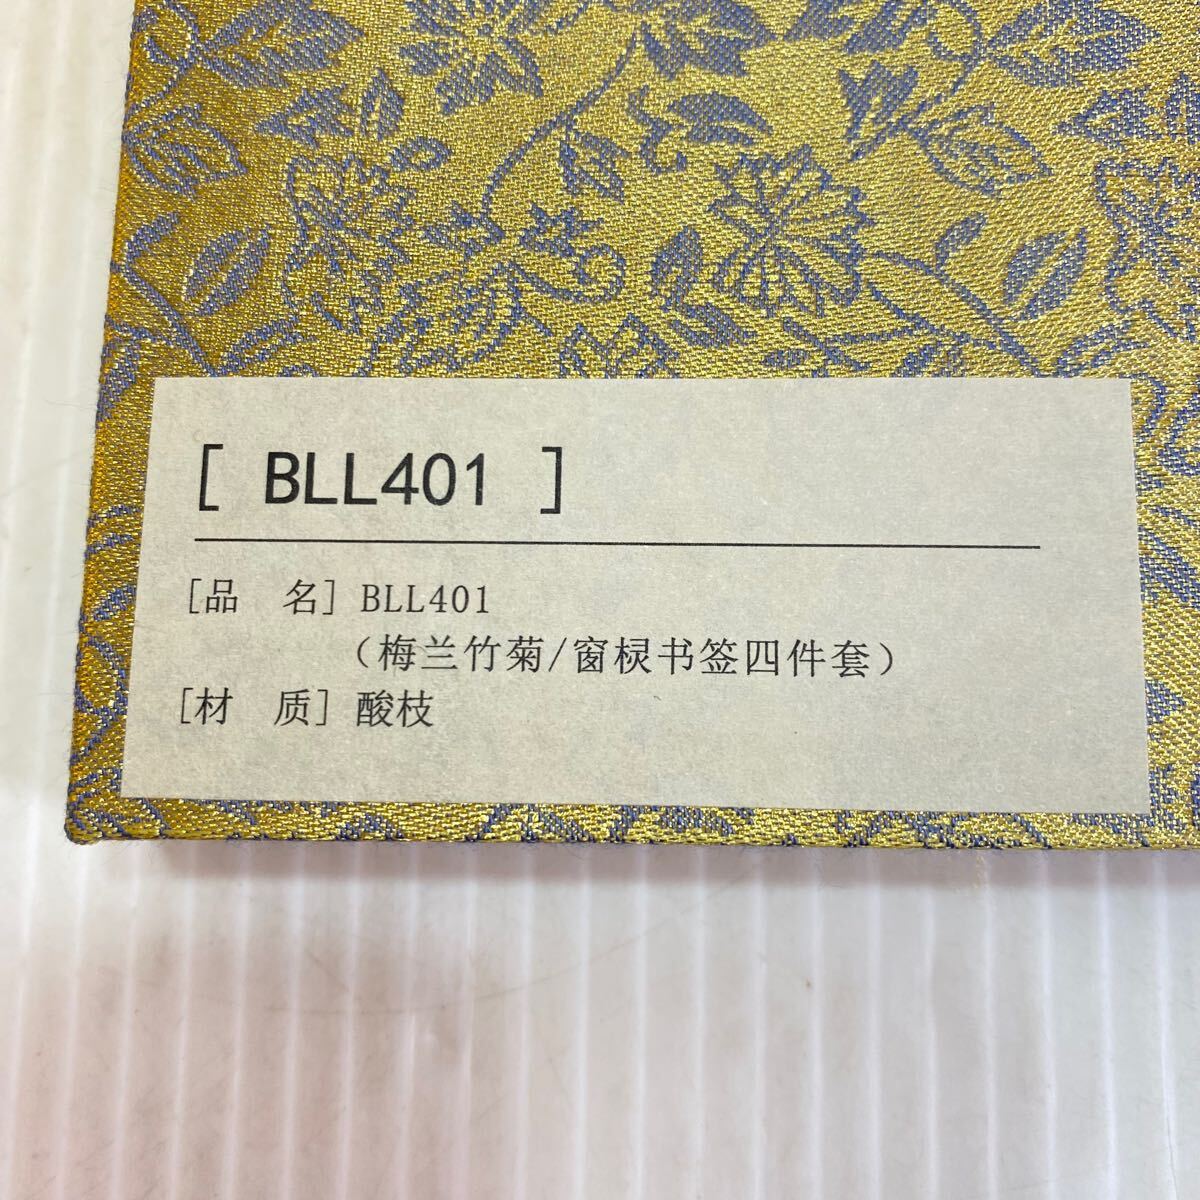 [ BLL401 ]
[品 名] BLL401
（梅兰竹菊/窗棂书签四件套）
[材 质] 酸枝